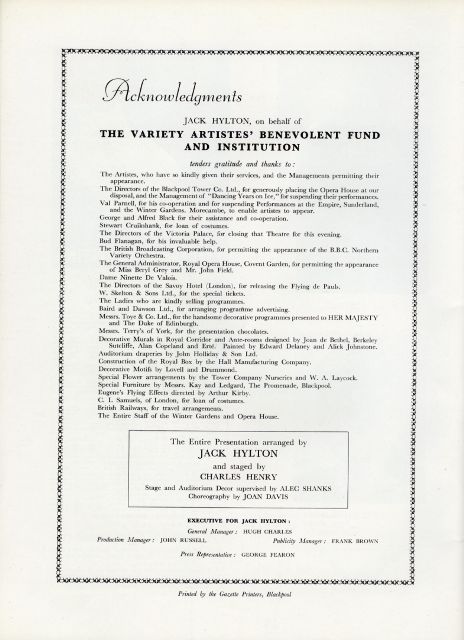 Acknowledgments
JACK HYLTON, on behalf of
THE VARIETY ARTISTES' BENEVOLENT FUND
AND INSTITUTION
tenders gratitude and thanks to :
The Artistes, who have so kindly given their services, and the Managements permitting their
appearance.
The Directors of the Blackpool Tower Co. Ltd., for generously placing the Opera House at our
disposal, and the Management of "Dancing Years on Ice," for suspending their performances.
Val Parnell, for his co-operation and for suspending Performances at the Empire, Sunderland,
and the Winter Gardens, Morecambe, to enable artistes to appear.
George and Alfred Black for their assistance and co-operation.
Stewart Cruikshank, for loan of costumes.
The Directors of the Victoria Palace, for closing that Theatre for this evening.
Bud Flanagan, for his invaluable help.
The British Broadcasting Corporation, for permitting the appearance of the B.B.C. Northern
Variety Orchestra.
The General Administrator, Royal Opera House, Covent Garden, for permitting the appearance
of Miss Beryl Grey and Mr. John Field.
Dame Ninette De Valois.
The Directors of the Savoy Hotel (London), for releasing the Flying de Pauls.
W. Skelton & Sons Ltd., for the special tickets.
The Ladies who are kindly selling programmes.
Baird and Dawson Ltd., for arranging programme advertising.
Messrs. Toye & Co. Ltd., for the handsome decorative programmes presented to HER MAJESTY
and The Duke of Edinburgh.
Messrs. Terry's of York, for the presentation chocolates.
Decorative Murals in Royal Corridor and Ante-rooms designed by Joan de Bethel, Berkeley
Sutcliffe, Alan Copeland and Erté. Painted by Edward Delaney and Alick Johnstone.
Auditorium draperies by John Holliday & Son Ltd.
Construction of the Royal Box by the Hall Manufacturing Company.
Decorative Motifs by Lovell and Drummond.
Special Flower arrangements by the Tower Company Nurseries and W. A. Laycock.
Special Furniture by Messrs. Kay and Ledgard, The Promenade, Blackpool.
Eugene's Flying Effects directed by Arthur Kirby.
C. I. Samuels, of London, for loan of costumes.
British Railways, for travel arrangements.
The Entire Staff of the Winter Gardens and Opera House.
The Entire Presentation arranged by
JACK HYLTON
and staged by
CHARLES HENRY
Stage and Auditorium Decor supervised by ALEC SHANKS
Choreography by JOAN DAVIS
EXECUTIVE FOR JACK HYLTON :
General Manager : HUGH CHARLES
Production Manager : JOHN RUSSELL Publicity Manager : FRANK BROWN
Press Representative : GEORGE FEARON
Printed by the Gazette Printers, Blackpool